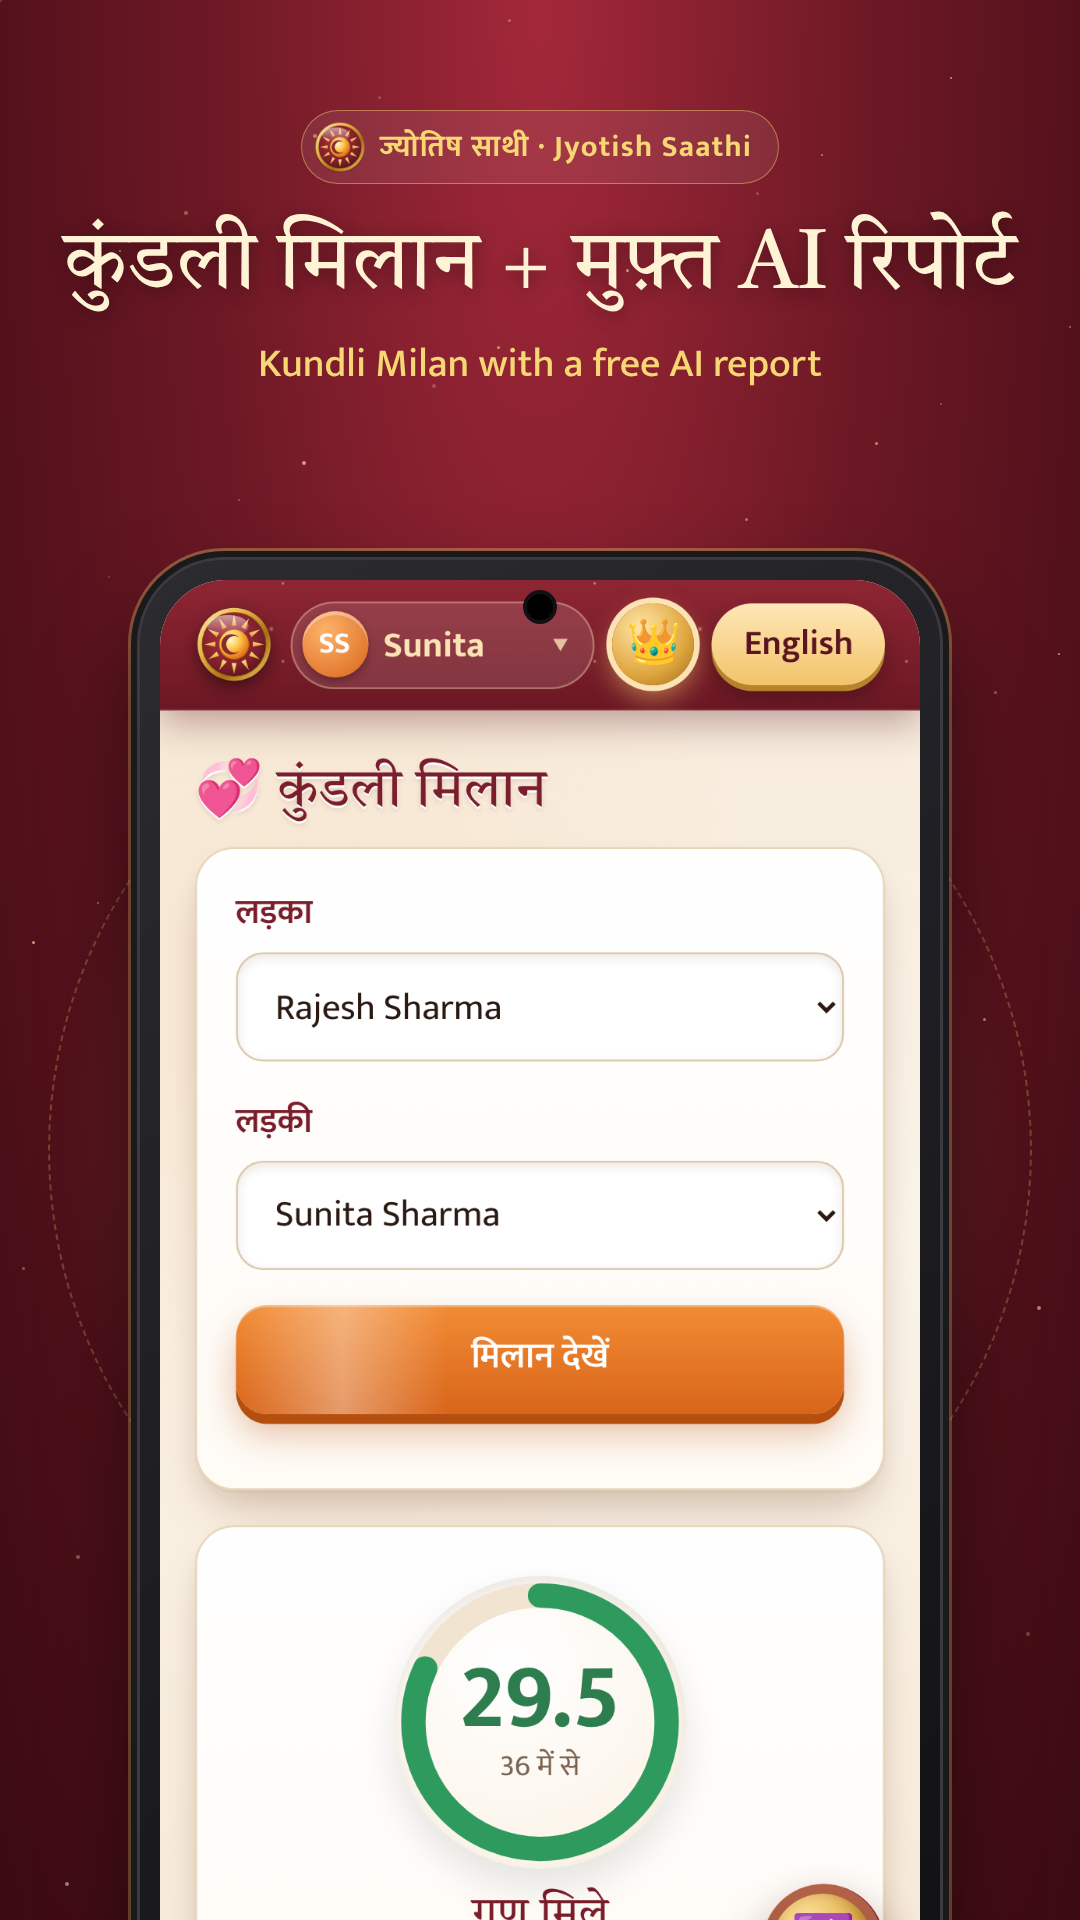 ज्योतिष साथी · Jyotish Saathi
कुंडली मिलान + मुफ़्त AI रिपोर्ट
Kundli Milan with a free AI report
SS Sunita English
कुंडली मिलान
लड़का
Rajesh Sharma
लड़की
Sunita Sharma
मिलान देखें
29.5
36 में से
गुण मिले